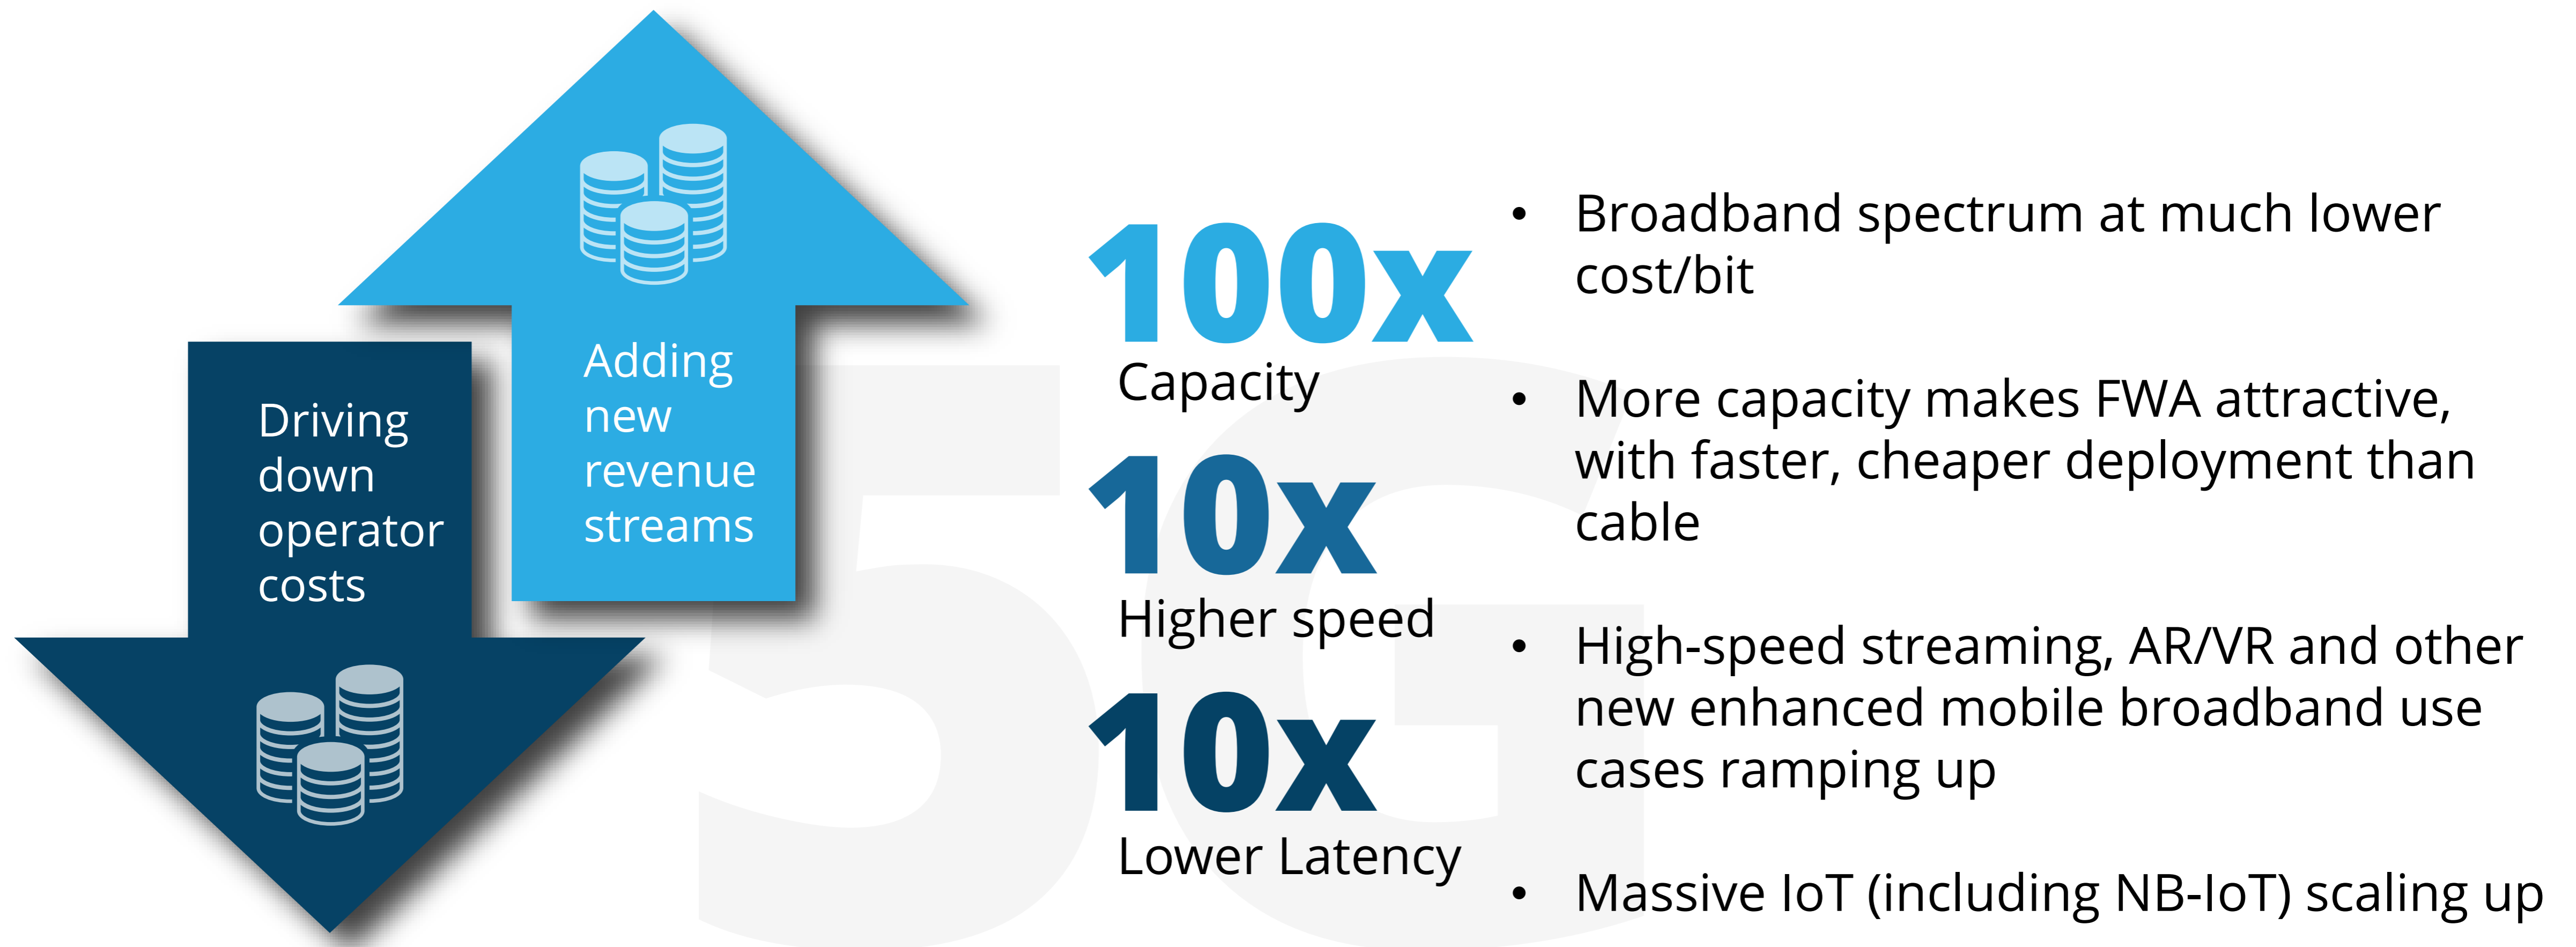 Adding
new
revenue
streams
Driving
down
operator
costs
5G
100x
Capacity
10x
Higher speed
10x
Lower Latency
• Broadband spectrum at much lower
cost/bit
• More capacity makes FWA attractive,
with faster, cheaper deployment than
cable
• High-speed streaming, AR/VR and other
new enhanced mobile broadband use
cases ramping up
• Massive IoT (including NB-IoT) scaling up